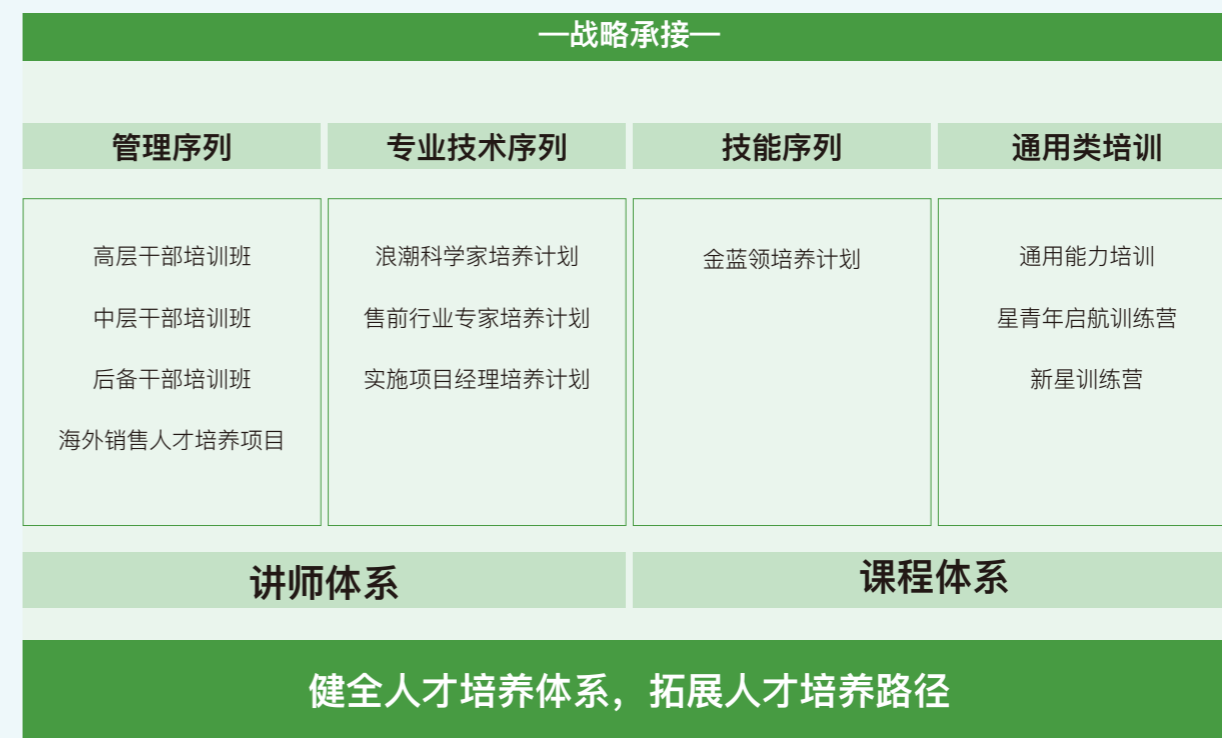 —战略承接—
管理序列
专业技术序列
技能序列
通用类培训
高层干部培训班
中层干部培训班
后备干部培训班
海外销售人才培养项目
浪潮科学家培养计划
售前行业专家培养计划
实施项目经理培养计划
金蓝领培养计划
通用能力培训
星青年启航训练营
新星训练营
讲师体系
课程体系
健全人才培养体系，拓展人才培养路径